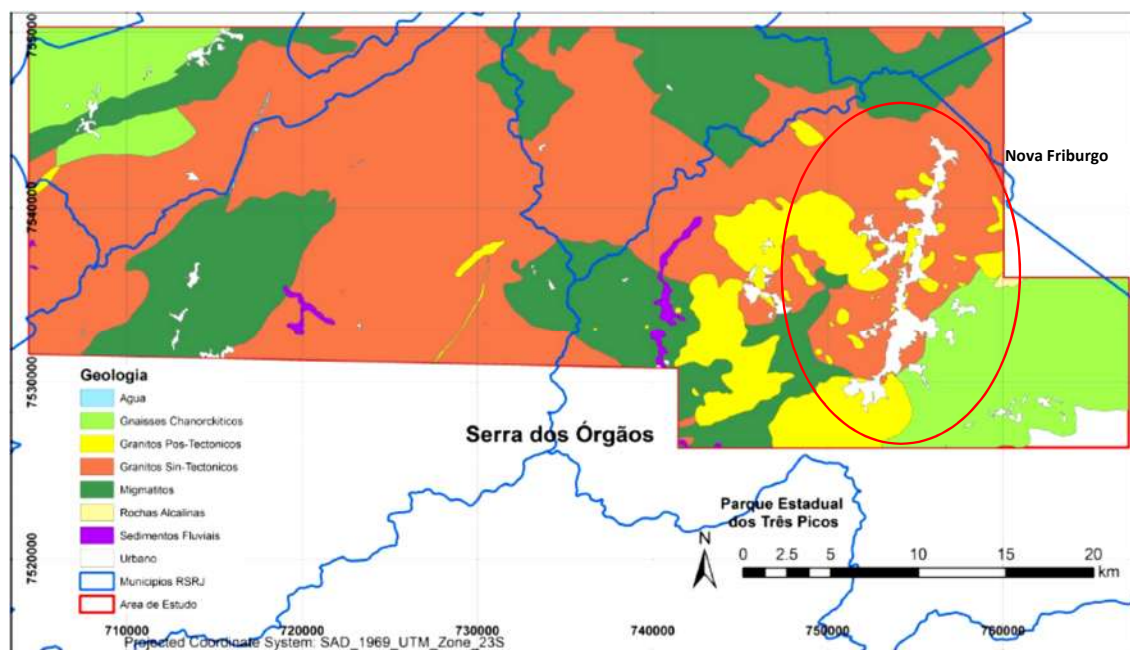 7550000
7540000
7530000
7520000
Nova Friburgo
Geologia
Agua
Gnaisses Chanorckiticos
Granitos Pos-Tectonicos
Granitos Sin-Tectonicos
Migmatitos
Rochas Alcalinas
Sedimentos Fluviais
Urbano
Municipios RSRJ
Area de Estudo
Serra dos Órgãos
Parque Estadual
dos Três Picos
N
0 2.5 5 10 15 20
km
710000 720000 730000 740000 750000 760000
Projected Coordinate System: SAD_1969_UTM_Zone_23S